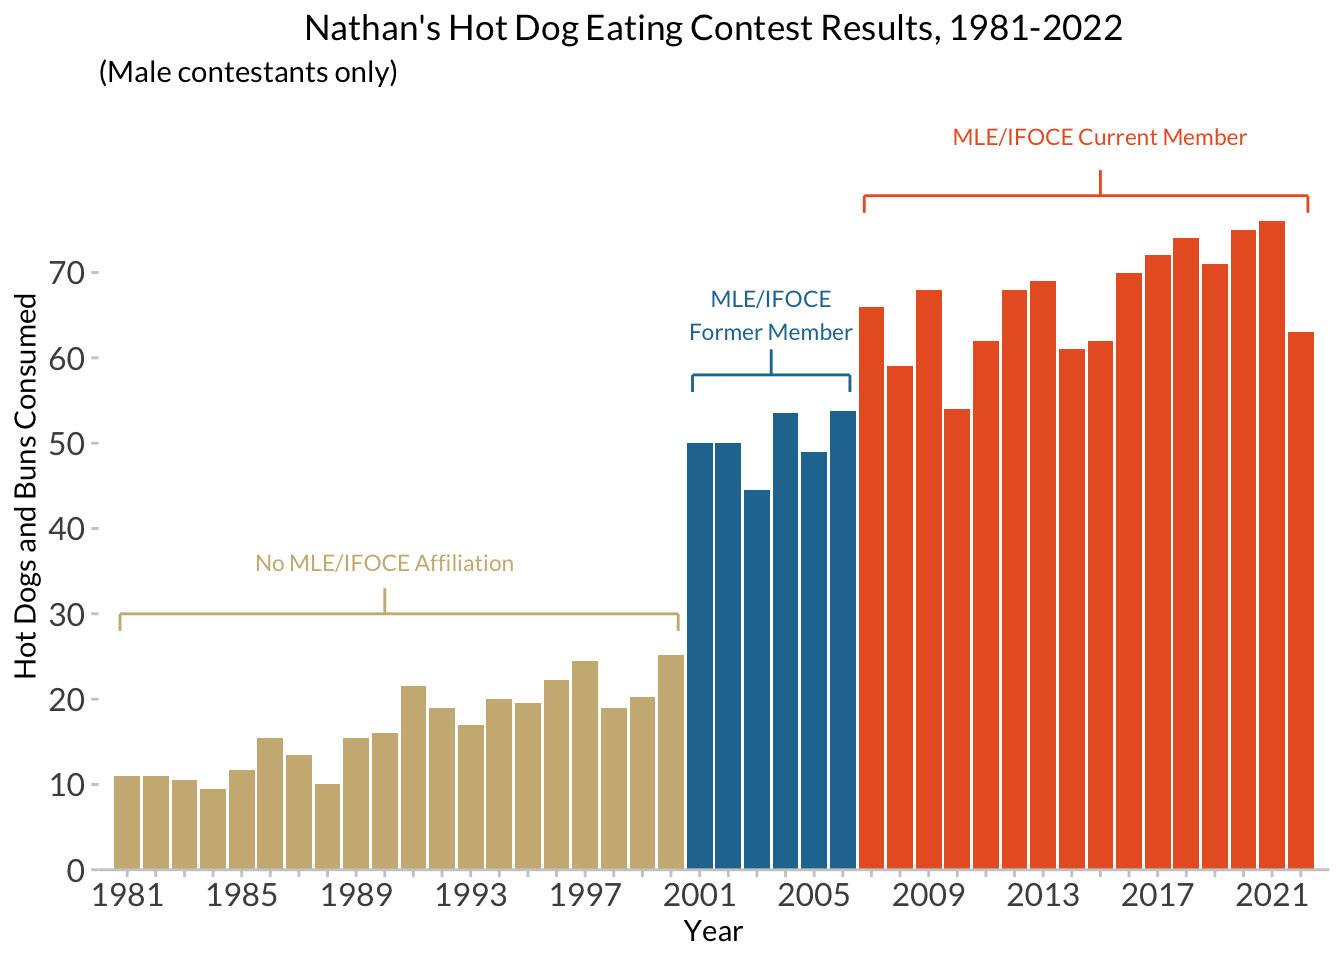 Nathan's Hot Dog Eating Contest Results, 1981-2022
(Male contestants only)
MLE/IFOCE Current Member
MLE/IFOCE
Former Member
No MLE/IFOCE Affiliation
Hot Dogs and Buns Consumed
70
60
50
40
30
20
10
0
1981 1985 1989 1993 1997 2001 2005 2009 2013 2017 2021
Year